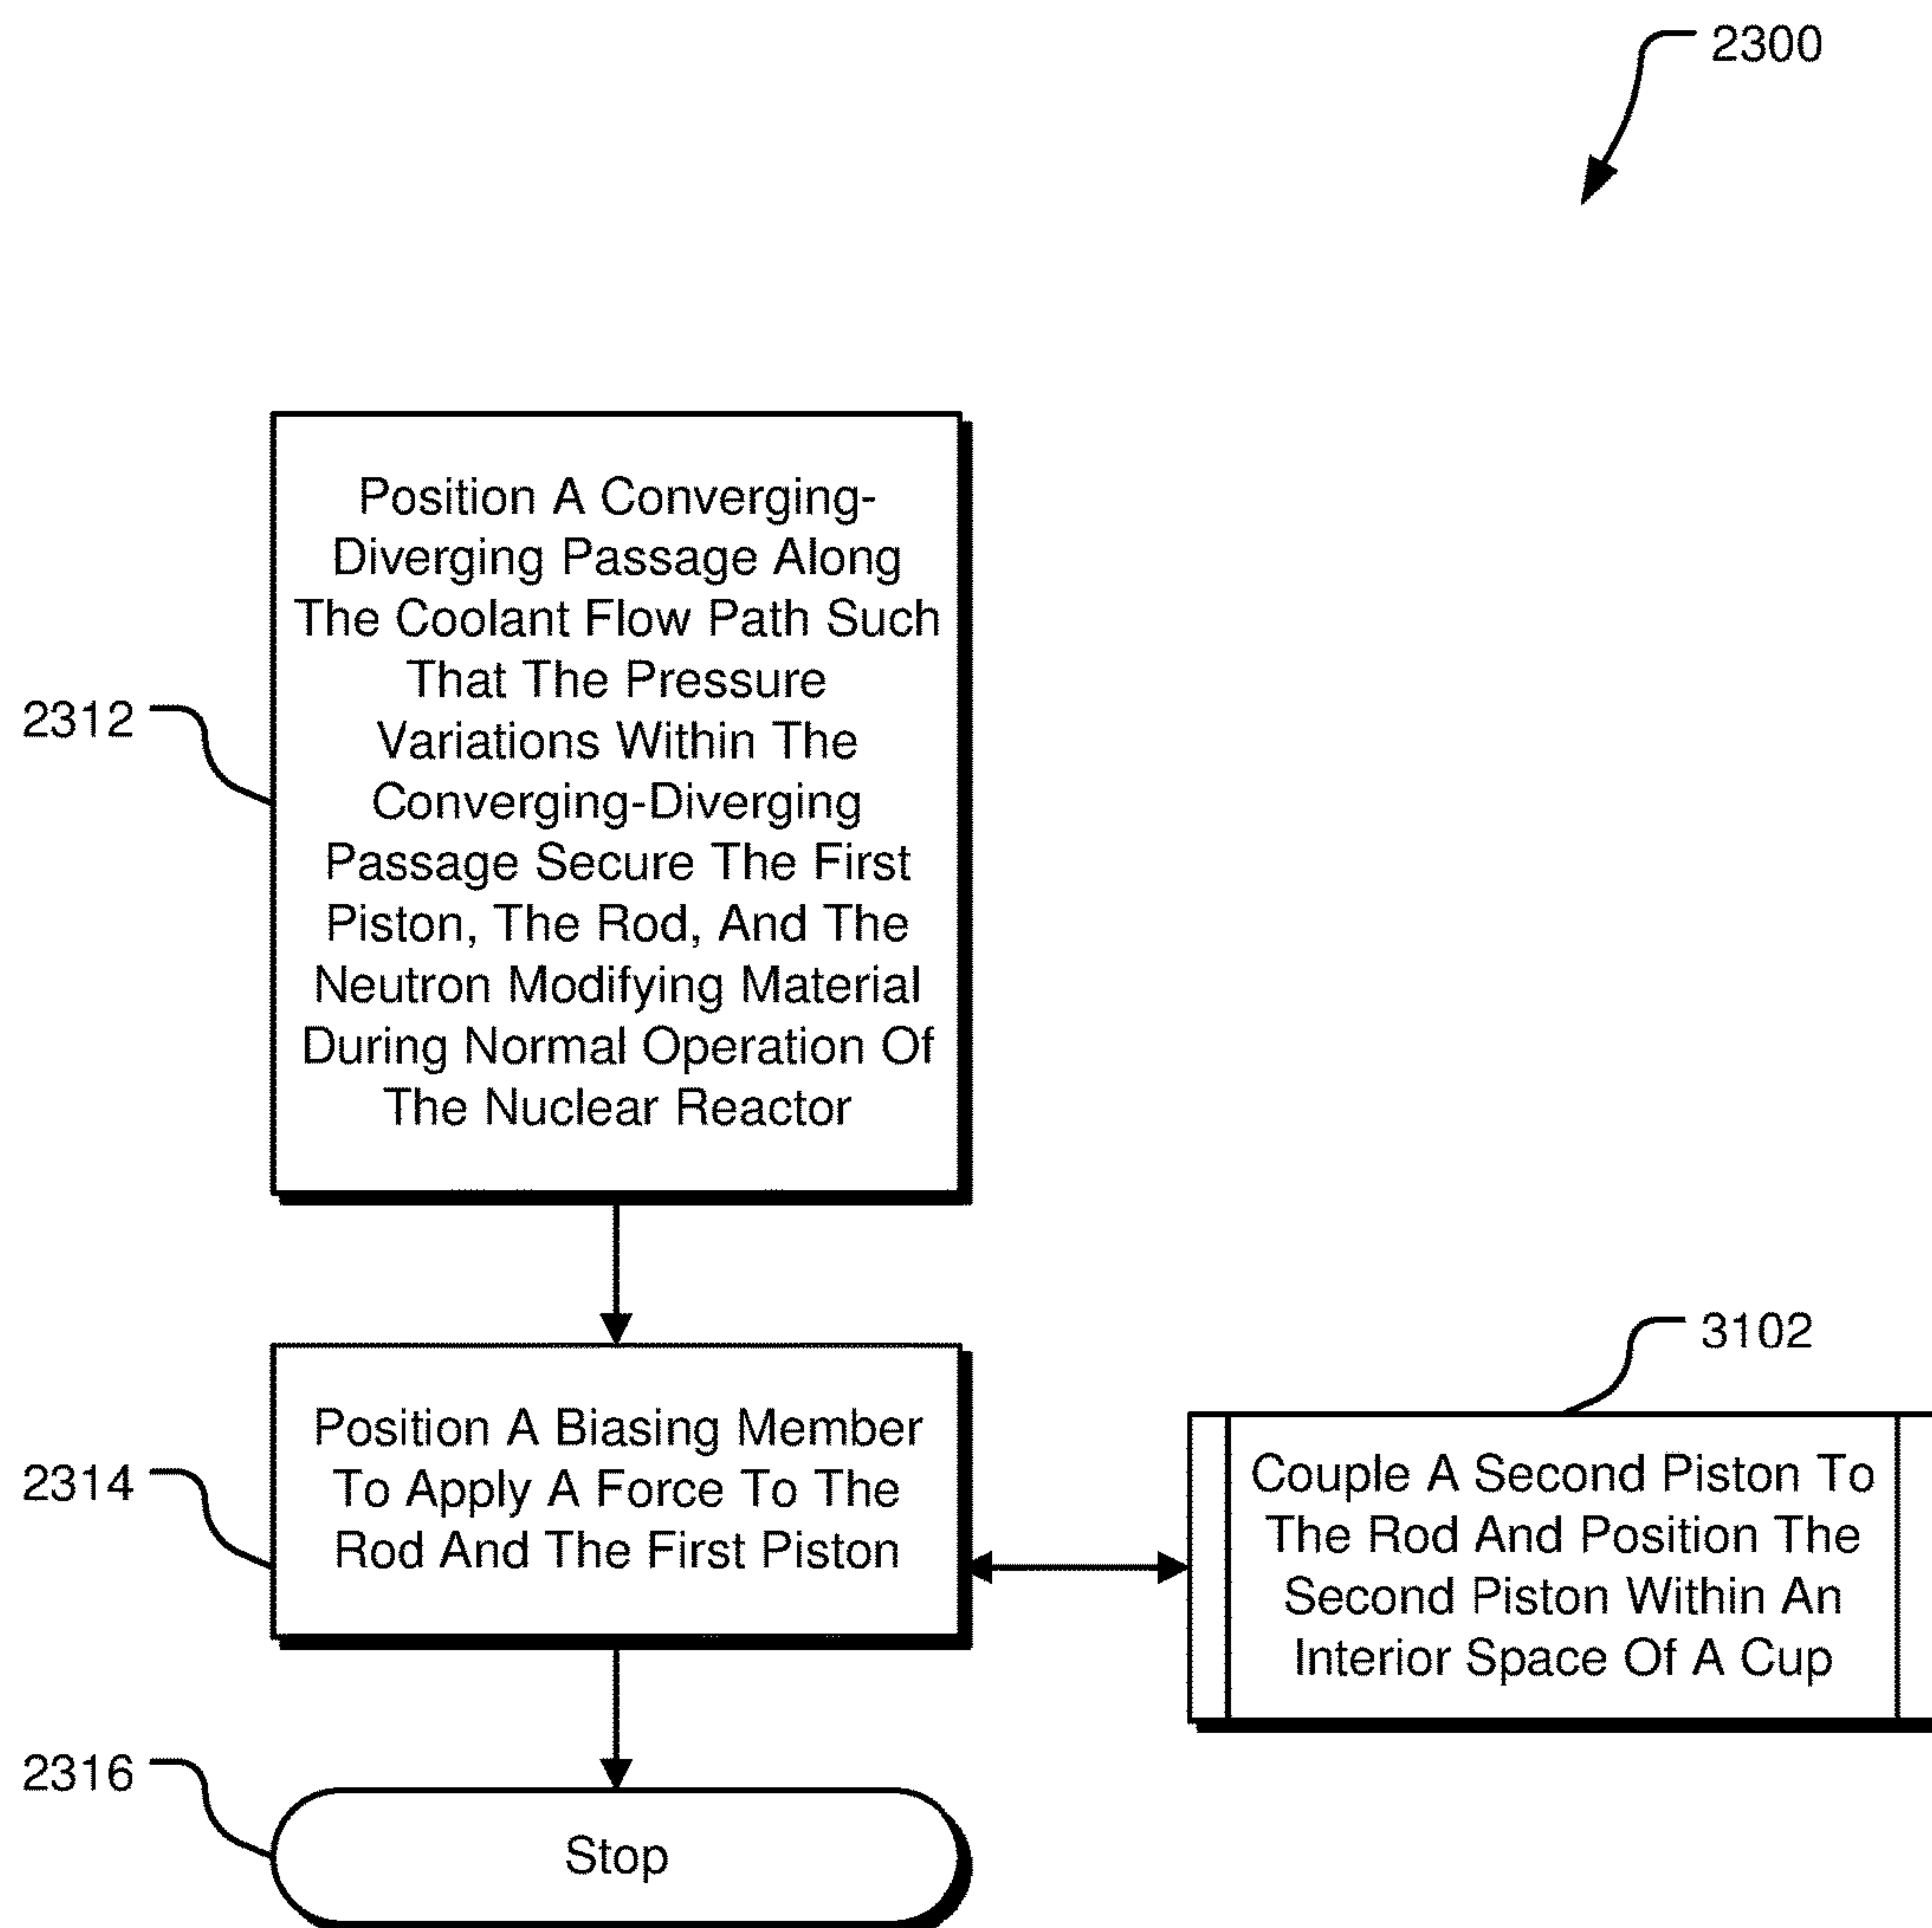 2300
Position A Converging-
Diverging Passage Along
The Coolant Flow Path Such
That The Pressure
Variations Within The
Converging-Diverging
Passage Secure The First
Piston, The Rod, And The
Neutron Modifying Material
During Normal Operation Of
The Nuclear Reactor
2312
Position A Biasing Member
To Apply A Force To The
Rod And The First Piston
2314
3102
Couple A Second Piston To
The Rod And Position The
Second Piston Within An
Interior Space Of A Cup
2316
Stop